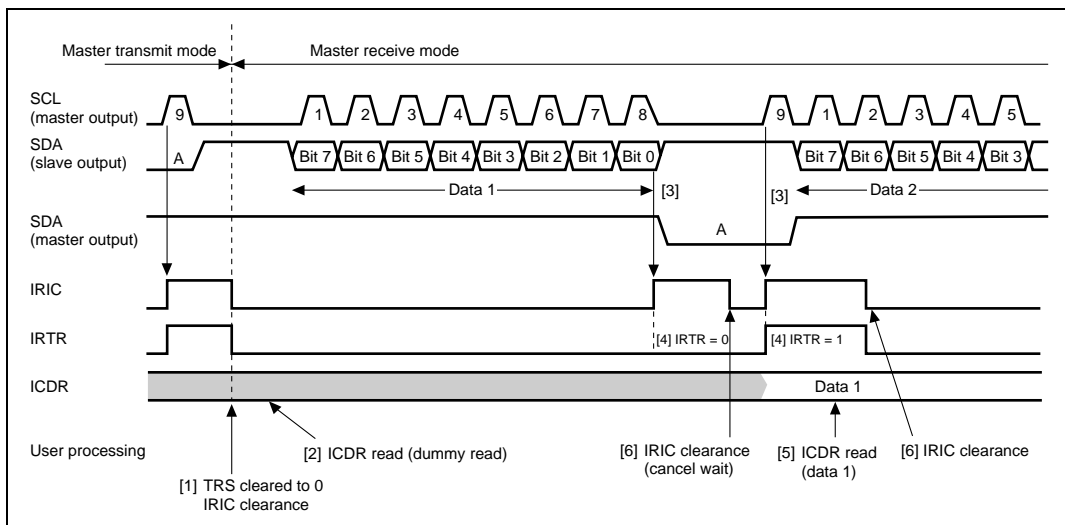 Master transmit mode
Master receive mode
SCL
(master output)
9 1 2 3 4 5 6 7 8 9 1 2 3 4 5
SDA
(slave output)
A Bit 7 Bit 6 Bit 5 Bit 4 Bit 3 Bit 2 Bit 1 Bit 0 Bit 7 Bit 6 Bit 5 Bit 4 Bit 3
Data 1
[3]
[3]
Data 2
SDA
(master output)
A
IRIC
IRTR
[4] IRTR = 0
[4] IRTR = 1
ICDR
Data 1
User processing
[1] TRS cleared to 0
IRIC clearance
[2] ICDR read (dummy read)
[6] IRIC clearance
(cancel wait)
[5] ICDR read
(data 1)
[6] IRIC clearance